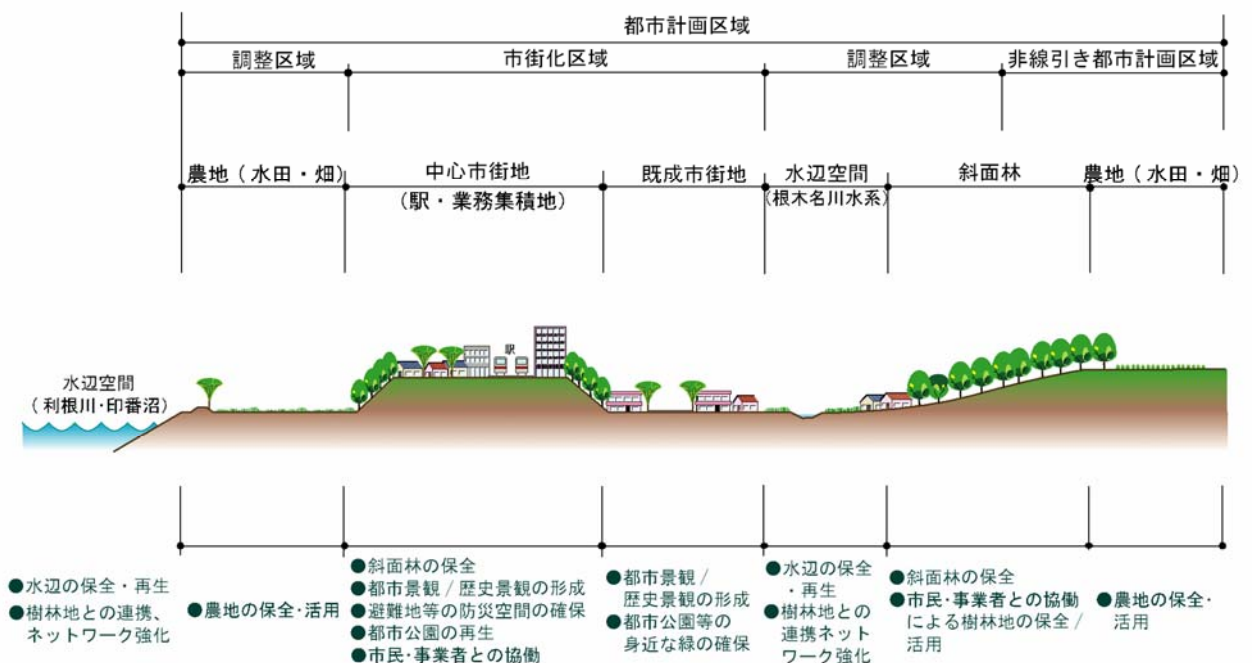 都市計画区域
調整区域
市街化区域
調整区域
非線引き都市計画区域
農地（水田・畑）
中心市街地
（駅・業務集積地）
既成市街地
水辺空間
（根木名川水系）
斜面林
農地（水田・畑）
駅
水辺空間
（利根川・印番沼）
●水辺の保全・再生
●樹林地との連携、
ネットワーク強化
●農地の保全・活用
●斜面林の保全
●都市景観 / 歴史景観の形成
●避難地等の防災空間の確保
●都市公園の再生
●市民・事業者との協働
●都市景観 /
歴史景観の形成
●都市公園等の
身近な緑の確保
●水辺の保全
・再生
●樹林地との
連携ネット
ワーク強化
●斜面林の保全
●市民・事業者との協働
による樹林地の保全 /
活用
●農地の保全・
活用